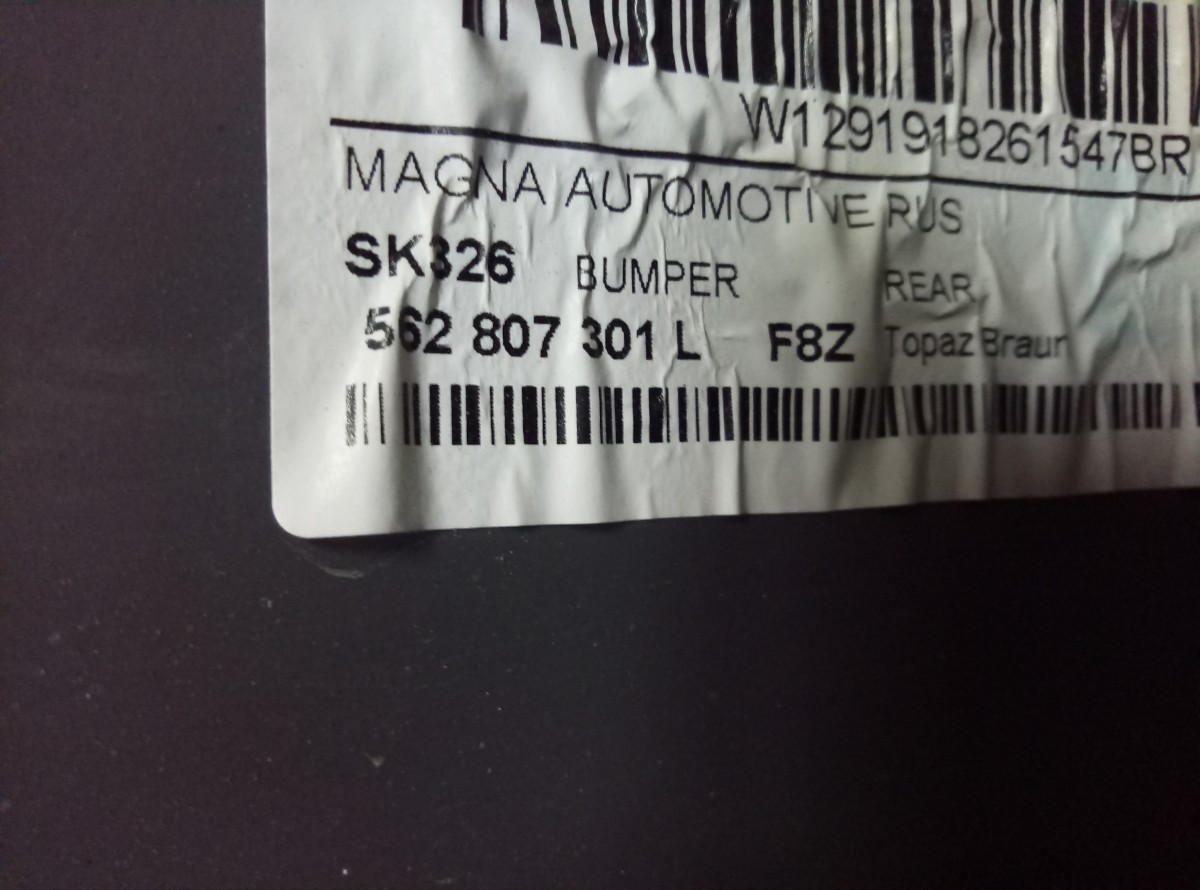 W1291918261547BR
MAGNA AUTOMOTIVE RUS
SK326 BUMPER REAR
562 807 301 L F8Z Topaz Braun